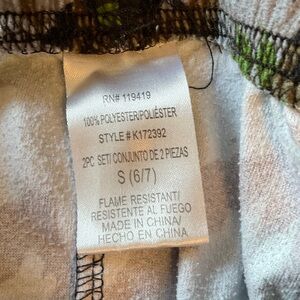 RN# 119419
100% POLYESTER/POLIÉSTER
STYLE # K172392
2PC SET/ CONJUNTO DE 2 PIEZAS
S (6/7)
FLAME RESISTANT/
RESISTENTE AL FUEGO
MADE IN CHINA/
HECHO EN CHINA